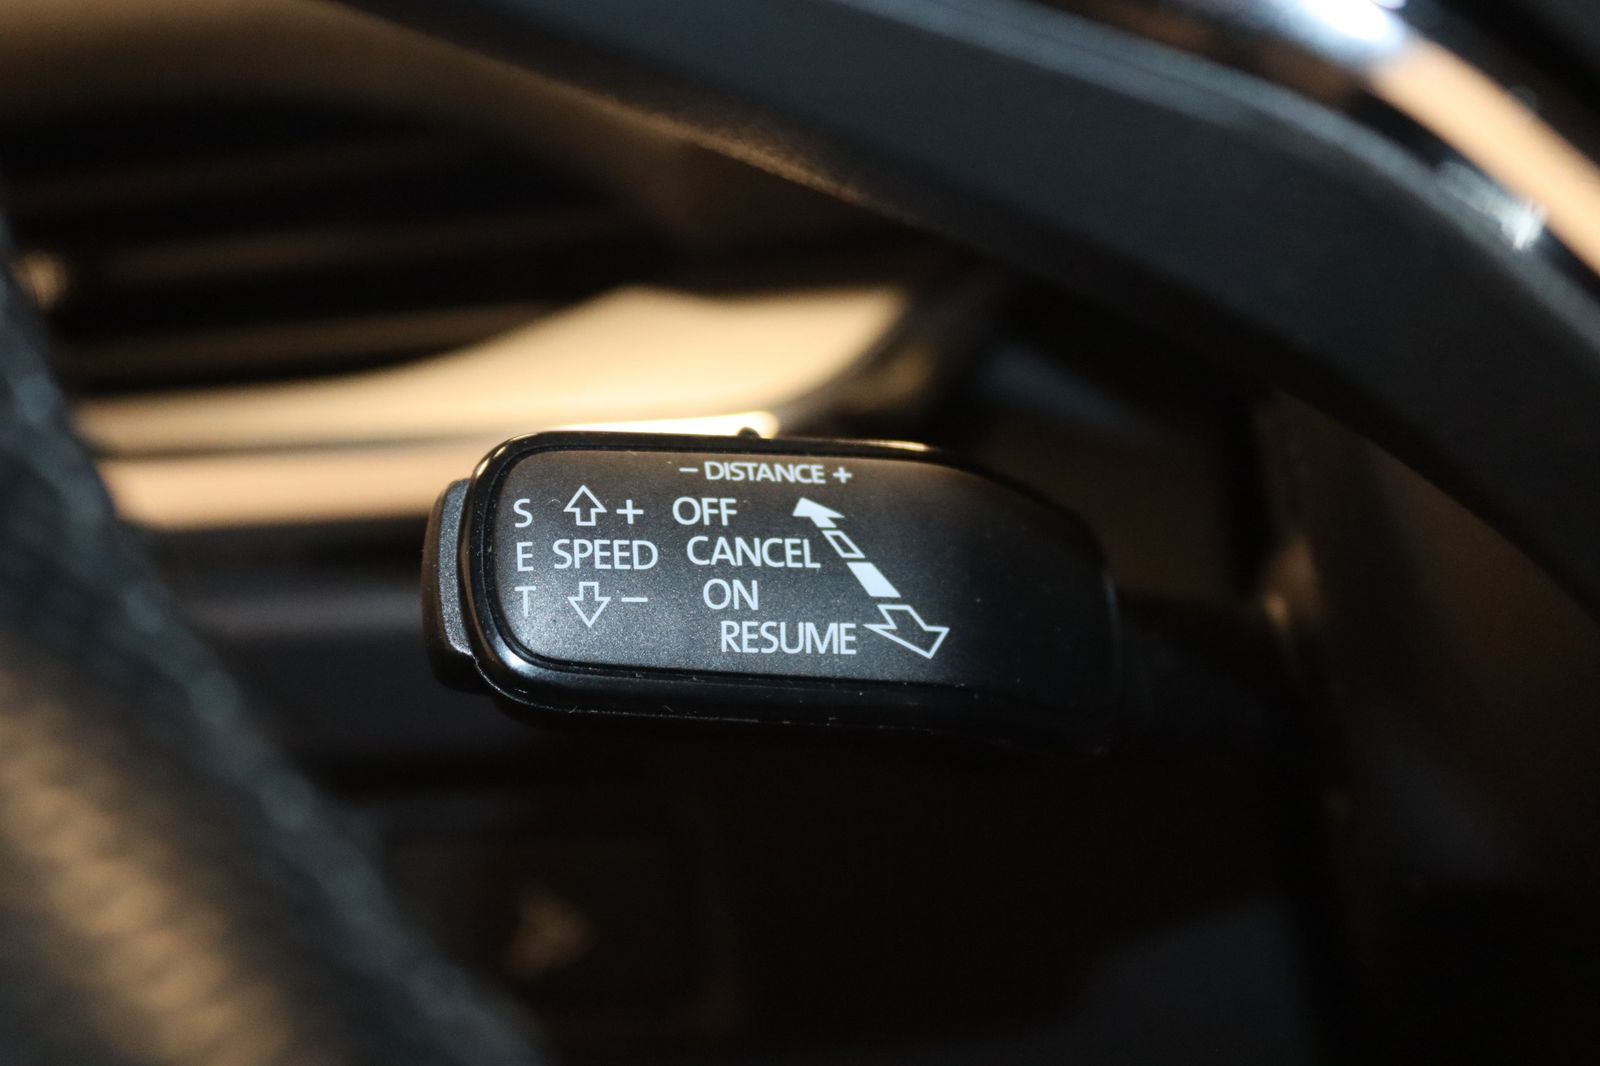 - DISTANCE +
S + OFF
E SPEED CANCEL
T - ON
RESUME